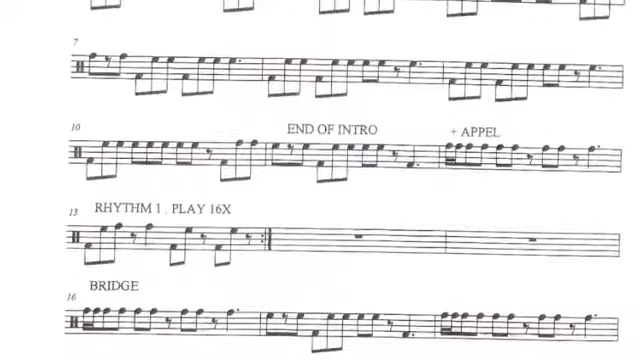 7
10
END OF INTRO
+ APPEL
13
RHYTHM 1 . PLAY 16X
BRIDGE
16